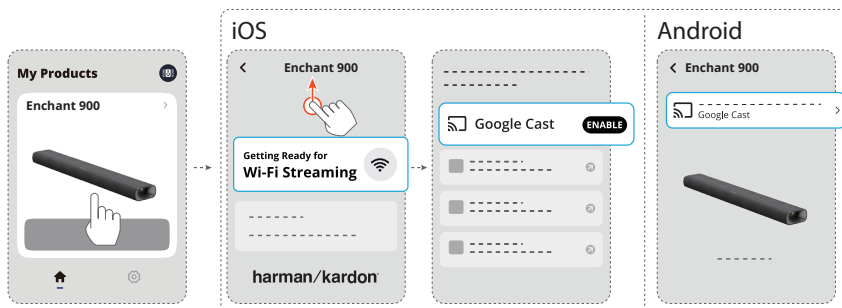 iOS
Android
My Products
Enchant 900
Enchant 900
Getting Ready for
Wi-Fi Streaming
harman/kardon
Google Cast
ENABLE
Enchant 900
Google Cast